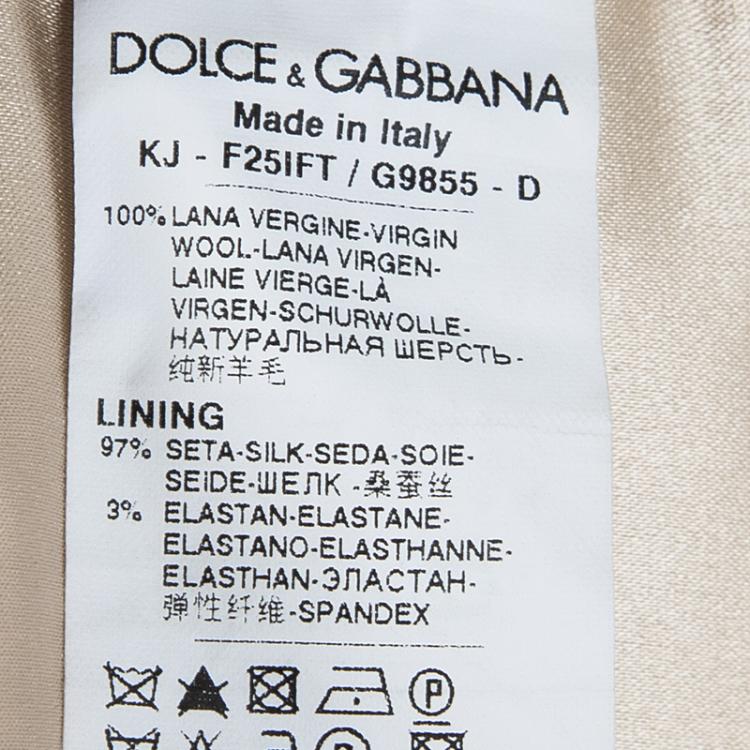 DOLCE & GABBANA
Made in Italy
KJ - F25IFT / G9855 - D
100% LANA VERGINE-VIRGIN
WOOL-LANA VIRGEN-
LAINE VIERGE-LÀ
VIRGEN-SCHURWOLLE-
НАТУРАЛЬНАЯ ШЕРСТЬ-
纯新羊毛
LINING
97% SETA-SILK-SEDA-SOIE-
SEIDE-ШЕЛК -桑蚕丝
3% ELASTAN-ELASTANE-
ELASTANO-ELASTHANNE-
ELASTHAN-ЭЛАСТАН-
弹性纤维-SPANDEX
P